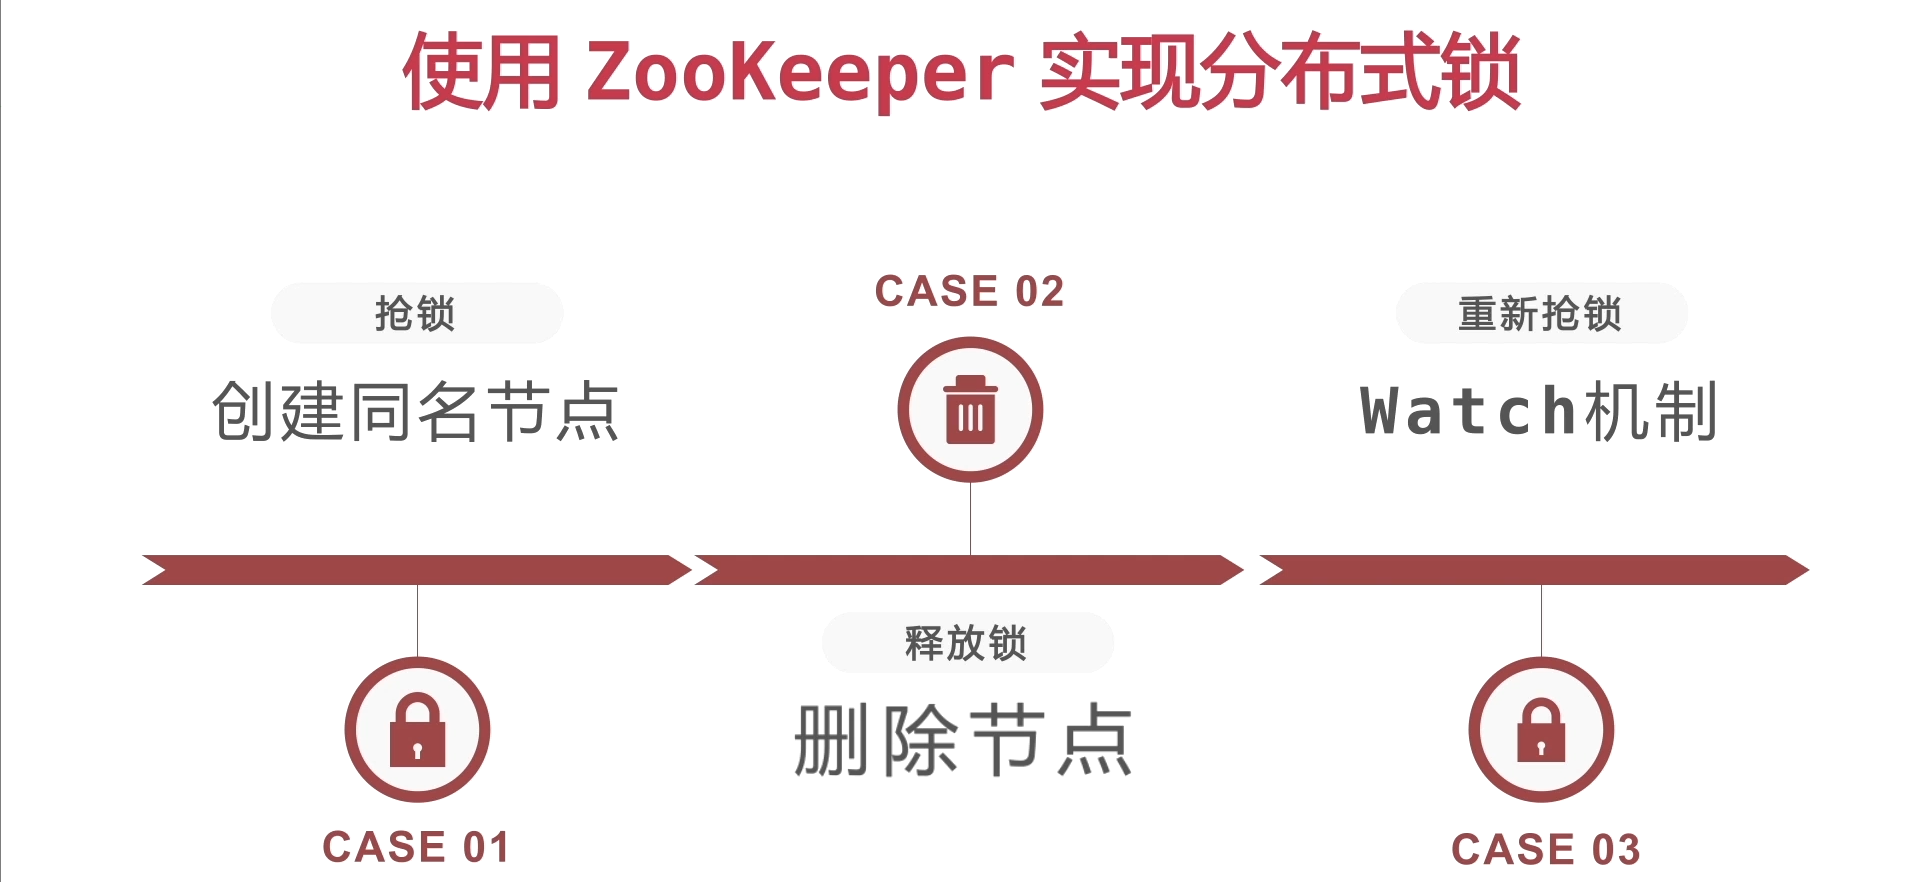 使用 ZooKeeper 实现分布式锁
抢锁
创建同名节点
CASE 01
CASE 02
释放锁
删除节点
重新抢锁
Watch机制
CASE 03